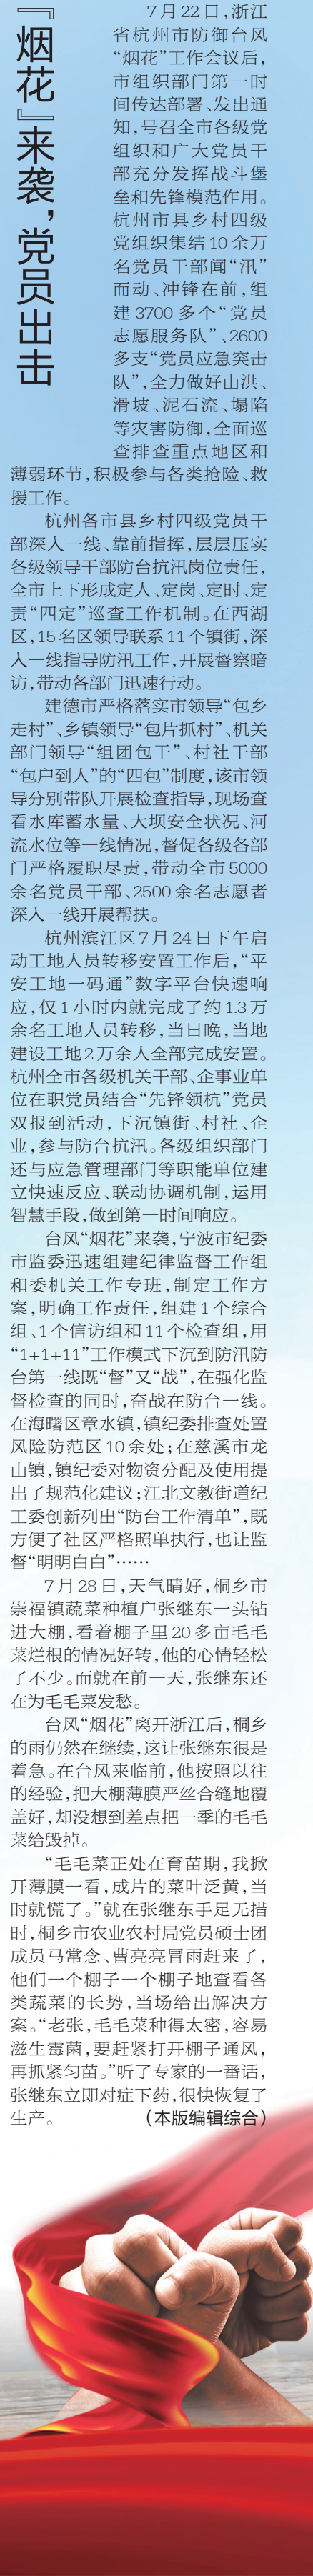 『烟花』来袭，党员出击
7月22日，浙江
省杭州市防御台风
“烟花”工作会议后，
市组织部门第一时
间传达部署、发出通
知，号召全市各级党
组织和广大党员干
部充分发挥战斗堡
垒和先锋模范作用。
杭州市县乡村四级
党组织集结10余万
名党员干部闻“汛”
而动、冲锋在前，组
建3700多个“党员
志愿服务队”、2600
多支“党员应急突击
队”，全力做好山洪、
滑坡、泥石流、塌陷
等灾害防御，全面巡
查排查重点地区和
薄弱环节，积极参与各类抢险、救
援工作。
杭州各市县乡村四级党员干
部深入一线、靠前指挥，层层压实
各级领导干部防台抗汛岗位责任，
全市上下形成定人、定岗、定时、定
责“四定”巡查工作机制。在西湖
区，15名区领导联系11个镇街，深
入一线指导防汛工作，开展督察暗
访，带动各部门迅速行动。
建德市严格落实市领导“包乡
走村”、乡镇领导“包片抓村”、机关
部门领导“组团包干”、村社干部
“包户到人”的“四包”制度，该市领
导分别带队开展检查指导，现场查
看水库蓄水量、大坝安全状况、河
流水位等一线情况，督促各级各部
门严格履职尽责，带动全市5000
余名党员干部、2500余名志愿者
深入一线开展帮扶。
杭州滨江区7月24日下午启
动工地人员转移安置工作后，“平
安工地一码通”数字平台快速响
应，仅1小时内就完成了约1.3万
余名工地人员转移，当日晚，当地
建设工地2万余人全部完成安置。
杭州全市各级机关干部、企事业单
位在职党员结合“先锋领杭”党员
双报到活动，下沉镇街、村社、企
业，参与防台抗汛。各级组织部门
还与应急管理部门等职能单位建
立快速反应、联动协调机制，运用
智慧手段，做到第一时间响应。
台风“烟花”来袭，宁波市纪委
市监委迅速组建纪律监督工作组
和委机关工作专班，制定工作方
案，明确工作责任，组建1个综合
组、1个信访组和11个检查组，用
“1+1+11”工作模式下沉到防汛防
台第一线既“督”又“战”，在强化监
督检查的同时，奋战在防台一线。
在海曙区章水镇，镇纪委排查处置
风险防范区10余处；在慈溪市龙
山镇，镇纪委对物资分配及使用提
出了规范化建议；江北文教街道纪
工委创新列出“防台工作清单”，既
方便了社区严格照单执行，也让监
督“明明白白”……
7月28日，天气晴好，桐乡市
崇福镇蔬菜种植户张继东一头钻
进大棚，看着棚子里20多亩毛毛
菜烂根的情况好转，他的心情轻松
了不少。而就在前一天，张继东还
在为毛毛菜发愁。
台风“烟花”离开浙江后，桐乡
的雨仍然在继续，这让张继东很是
着急。在台风来临前，他按照以往
的经验，把大棚薄膜严丝合缝地覆
盖好，却没想到差点把一季的毛毛
菜给毁掉。
“毛毛菜正处在育苗期，我掀
开薄膜一看，成片的菜叶泛黄，当
时就慌了。”就在张继东手足无措
时，桐乡市农业农村局党员硕士团
成员马常念、曹亮亮冒雨赶来了，
他们一个棚子一个棚子地查看各
类蔬菜的长势，当场给出解决方
案。“老张，毛毛菜种得太密，容易
滋生霉菌，要赶紧打开棚子通风，
再抓紧匀苗。”听了专家的一番话，
张继东立即对症下药，很快恢复了
生产。（本版编辑综合）